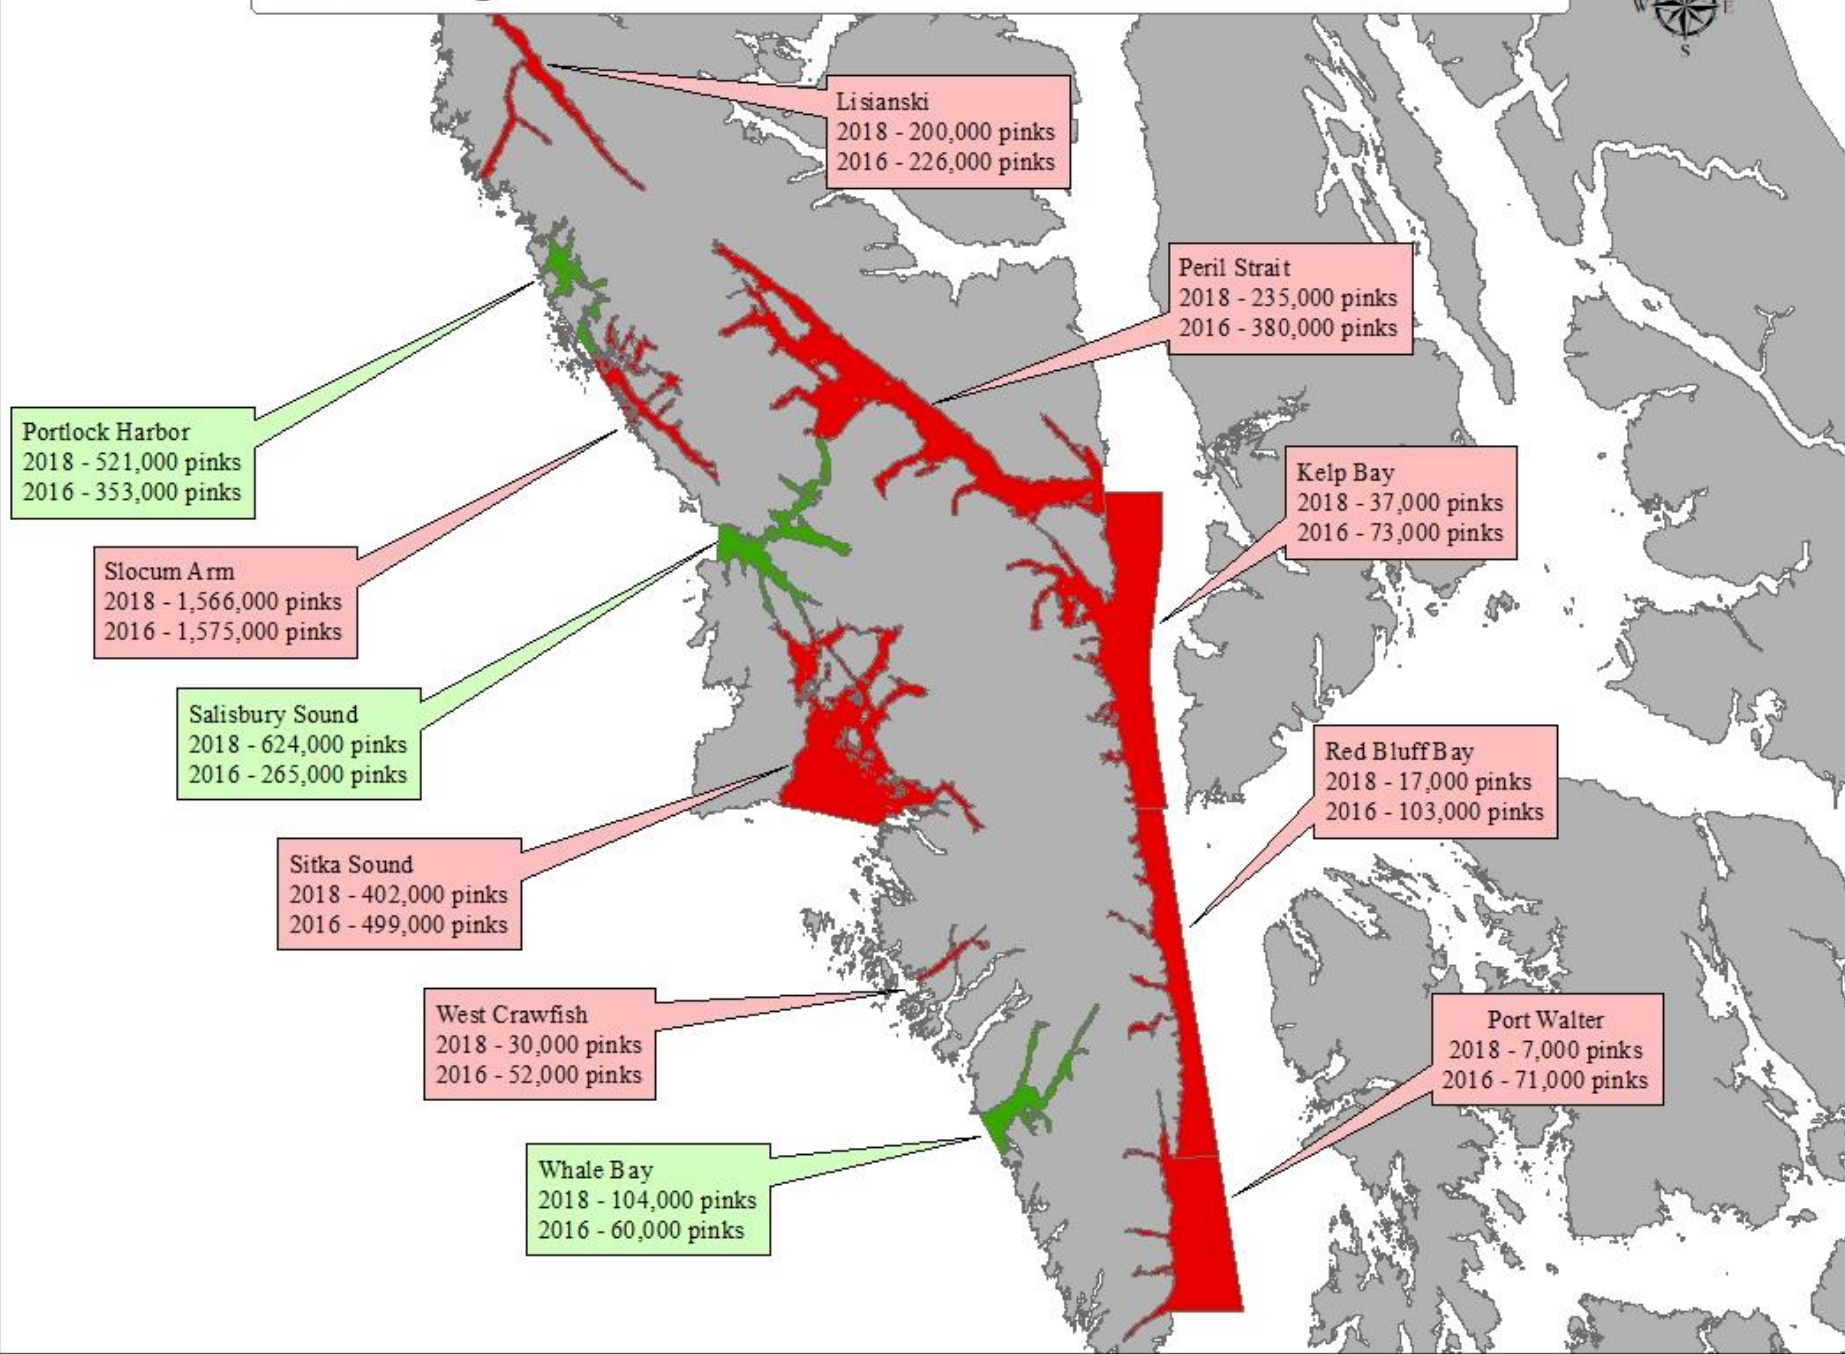 W
E
S
Lisianski
2018 - 200,000 pinks
2016 - 226,000 pinks
Peril Strait
2018 - 235,000 pinks
2016 - 380,000 pinks
Portlock Harbor
2018 - 521,000 pinks
2016 - 353,000 pinks
Kelp Bay
2018 - 37,000 pinks
2016 - 73,000 pinks
Slocum Arm
2018 - 1,566,000 pinks
2016 - 1,575,000 pinks
Salisbury Sound
2018 - 624,000 pinks
2016 - 265,000 pinks
Red Bluff Bay
2018 - 17,000 pinks
2016 - 103,000 pinks
Sitka Sound
2018 - 402,000 pinks
2016 - 499,000 pinks
West Crawfish
2018 - 30,000 pinks
2016 - 52,000 pinks
Port Walter
2018 - 7,000 pinks
2016 - 71,000 pinks
Whale Bay
2018 - 104,000 pinks
2016 - 60,000 pinks